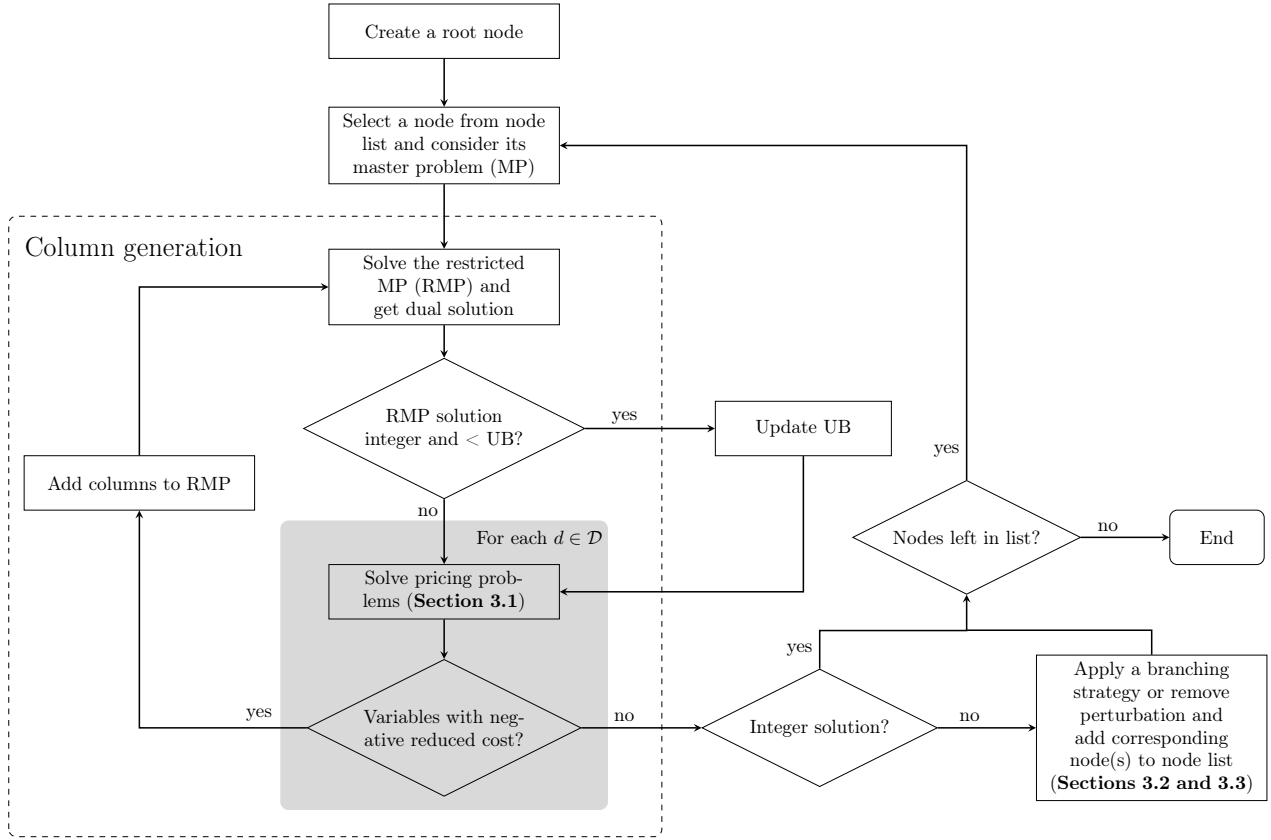 Create a root node
Select a node from node
list and consider its
master problem (MP)
Column generation
Solve the restricted
MP (RMP) and
get dual solution
RMP solution
integer and < UB?
yes
Update UB
no
Add columns to RMP
For each d ∈ 𝒟
Solve pricing prob-
lems (Section 3.1)
Variables with neg-
ative reduced cost?
yes
no
Integer solution?
yes
no
Apply a branching
strategy or remove
perturbation and
add corresponding
node(s) to node list
(Sections 3.2 and 3.3)
Nodes left in list?
yes
no
End